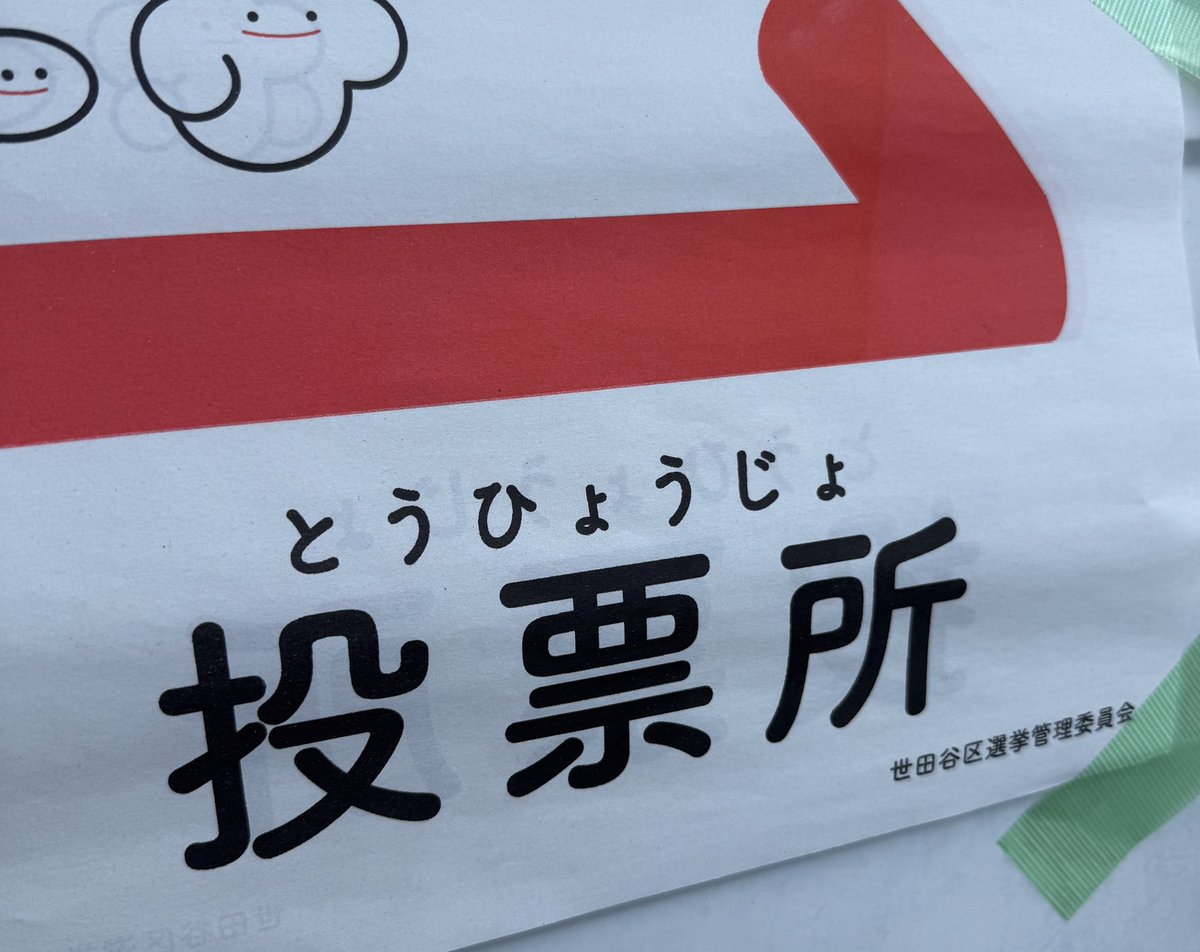 とうひょうじょ
投票所
世田谷区選挙管理委員会